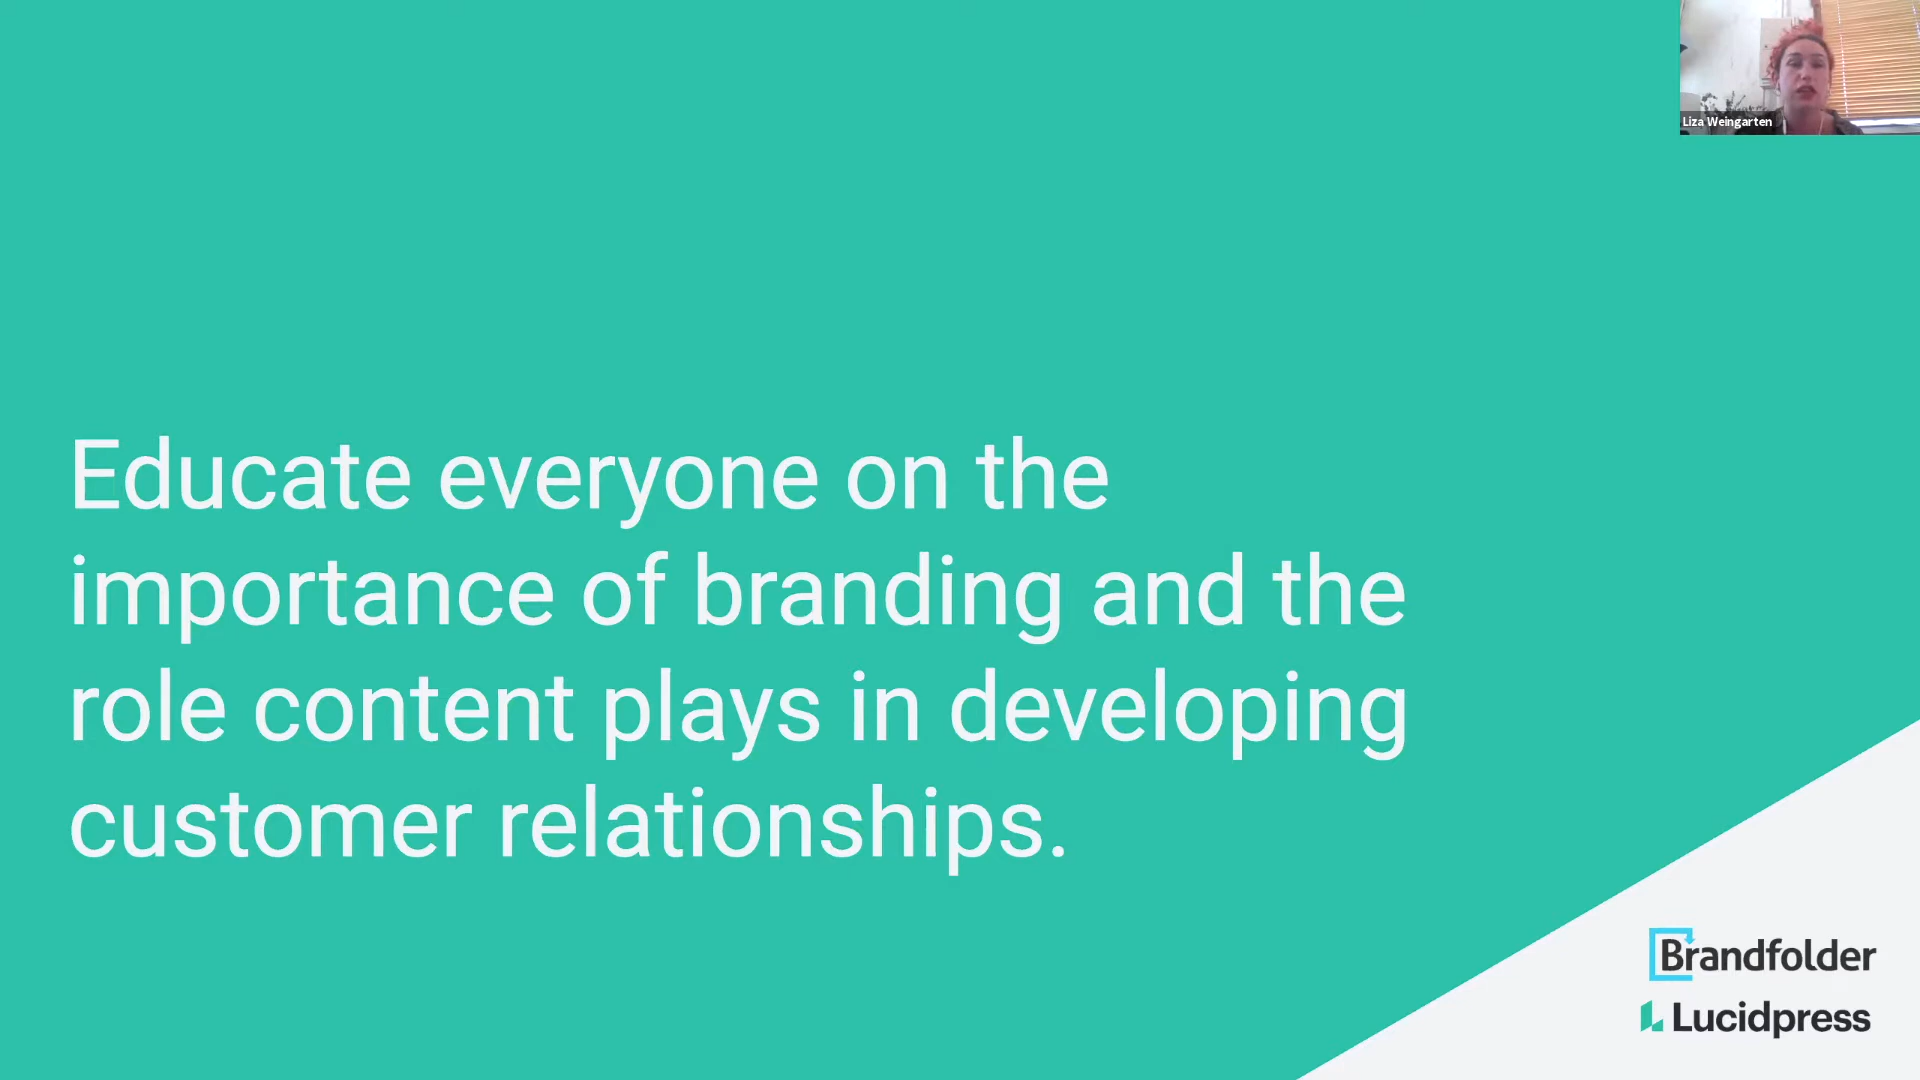 Liza Weingarten
Educate everyone on the
importance of branding and the
role content plays in developing
customer relationships.
Brandfolder
Lucidpress